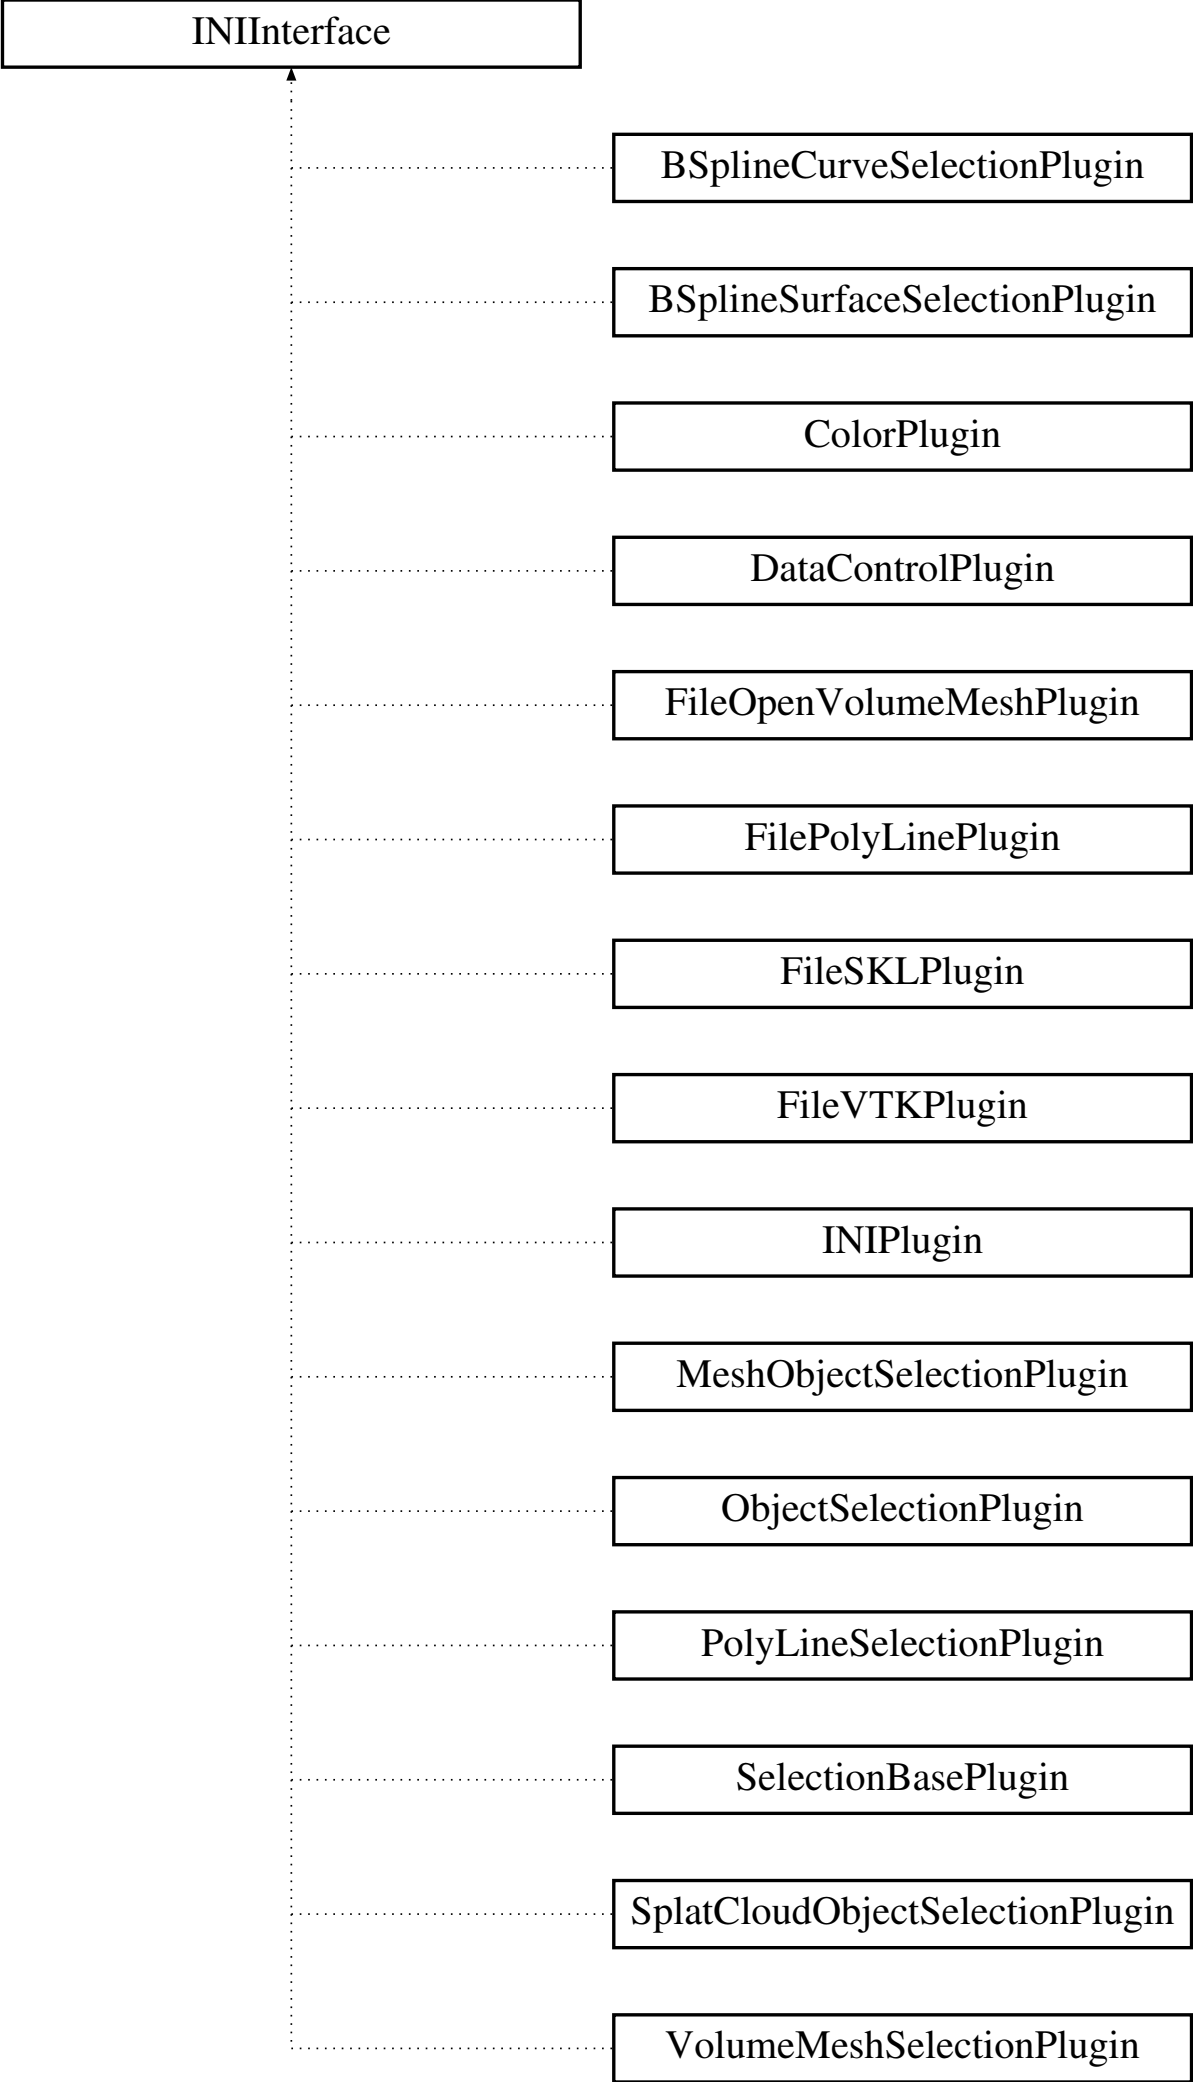 INIInterface
BSplineCurveSelectionPlugin
BSplineSurfaceSelectionPlugin
ColorPlugin
DataControlPlugin
FileOpenVolumeMeshPlugin
FilePolyLinePlugin
FileSKLPlugin
FileVTKPlugin
INIPlugin
MeshObjectSelectionPlugin
ObjectSelectionPlugin
PolyLineSelectionPlugin
SelectionBasePlugin
SplatCloudObjectSelectionPlugin
VolumeMeshSelectionPlugin